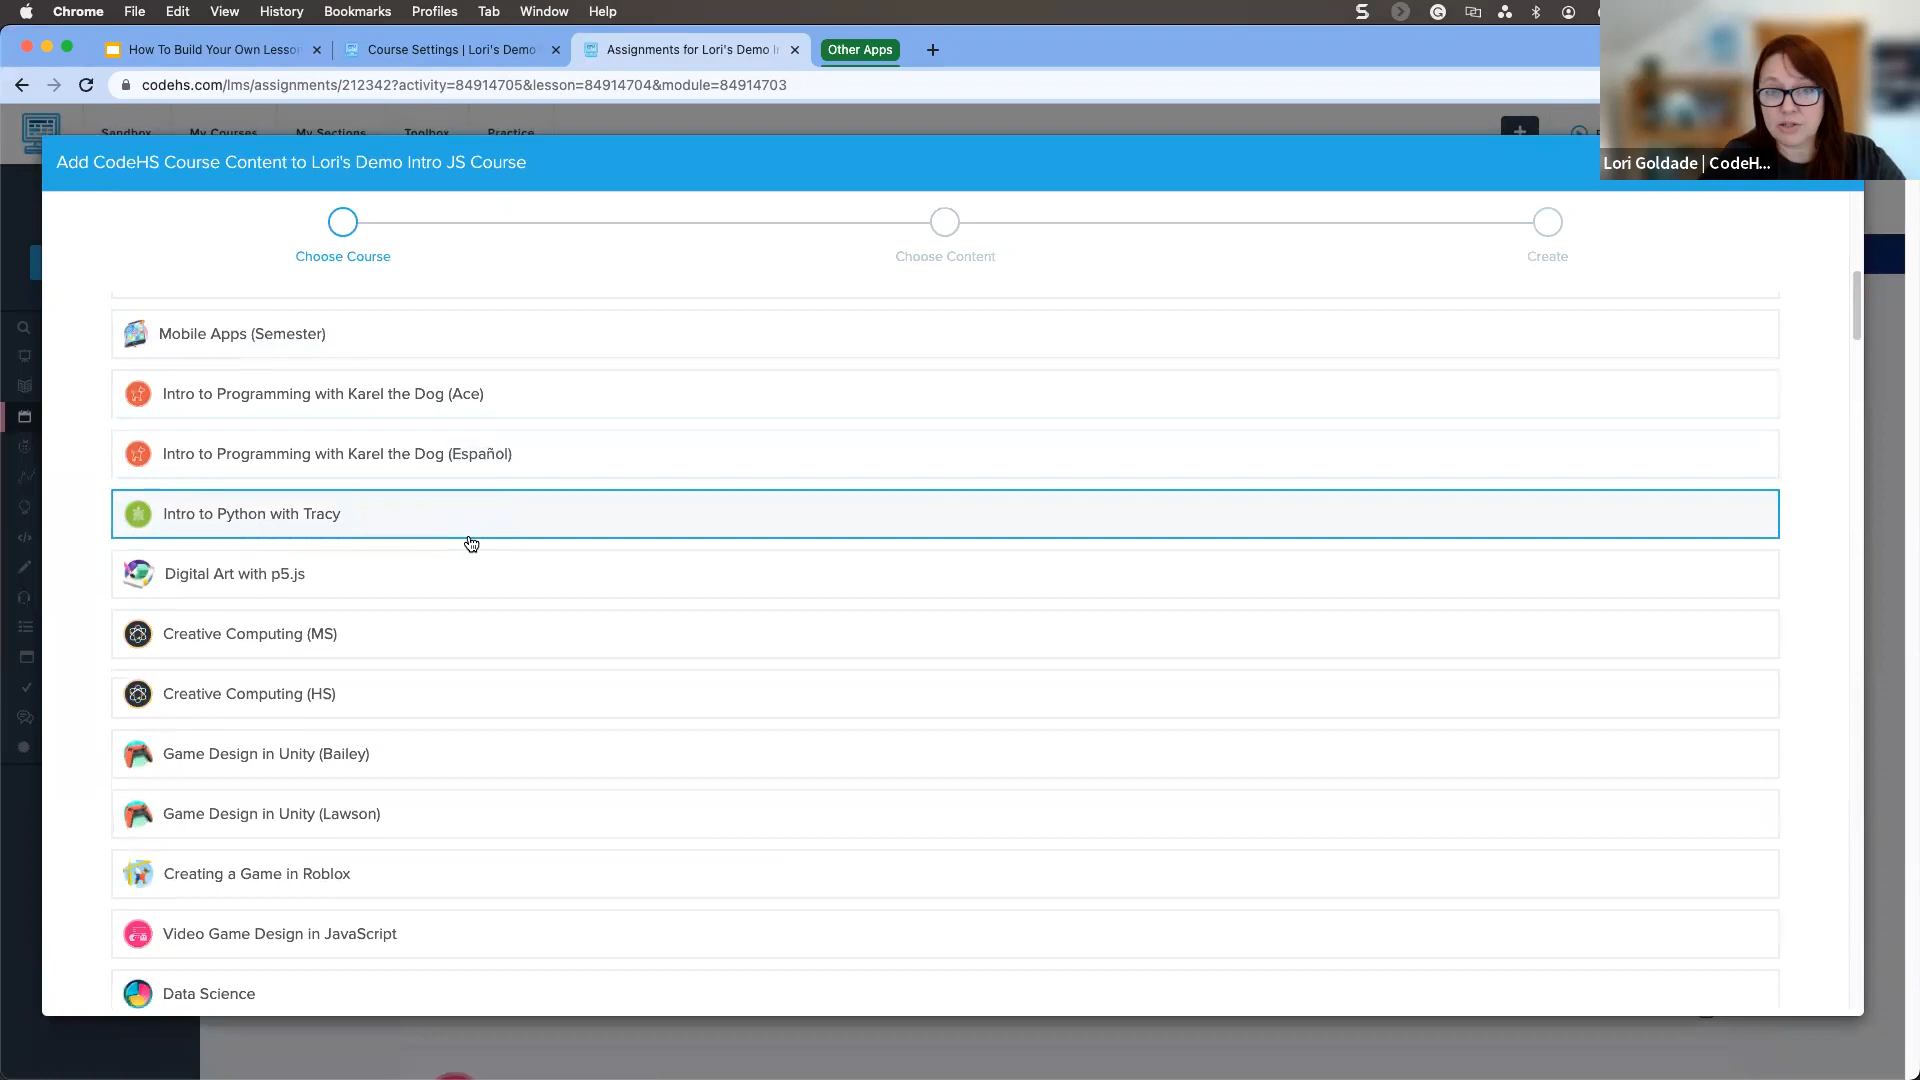 Chrome File Edit View History Bookmarks Profiles Tab Window Help
How To Build Your Own Lesson
Course Settings | Lori's Demo
Assignments for Lori's Demo I
Other Apps
codehs.com/lms/assignments/212342?activity=84914705&lesson=84914704&module=84914703
Sandbox My Courses My Sections Toolbox Practice
Lori Goldade | CodeH...
Add CodeHS Course Content to Lori's Demo Intro JS Course
Choose Course
Choose Content
Create
Mobile Apps (Semester)
Intro to Programming with Karel the Dog (Ace)
Intro to Programming with Karel the Dog (Español)
Intro to Python with Tracy
Digital Art with p5.js
Creative Computing (MS)
Creative Computing (HS)
Game Design in Unity (Bailey)
Game Design in Unity (Lawson)
Creating a Game in Roblox
Video Game Design in JavaScript
Data Science